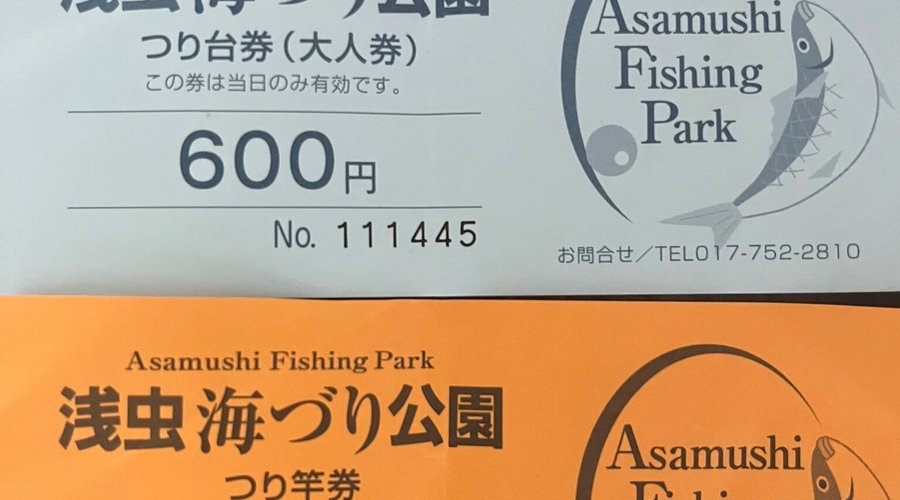 浅虫海づり公園
つり台券(大人券)
この券は当日のみ有効です。
600円
No. 111445
Asamushi
Fishing
Park
お問合せ/TEL017-752-2810
Asamushi Fishing Park
浅虫海づり公園
つり竿券
Asamushi
Fishing